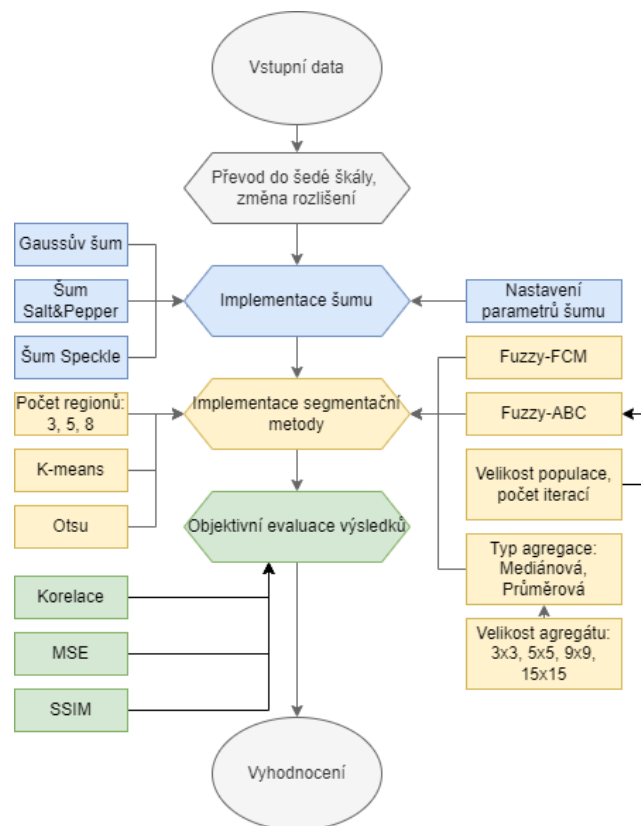 Vstupní data
Převod do šedé škály,
změna rozlišení
Gaussův šum
Šum
Salt&Pepper
Šum Speckle
Implementace šumu
Nastavení
parametrů šumu
Počet regionů:
3, 5, 8
K-means
Otsu
Implementace segmentační
metody
Fuzzy-FCM
Fuzzy-ABC
Velikost populace,
počet iterací
Typ agregace:
Mediánová,
Průměrová
Velikost agregátu:
3x3, 5x5, 9x9,
15x15
Objektivní evaluace výsledků
Korelace
MSE
SSIM
Vyhodnocení